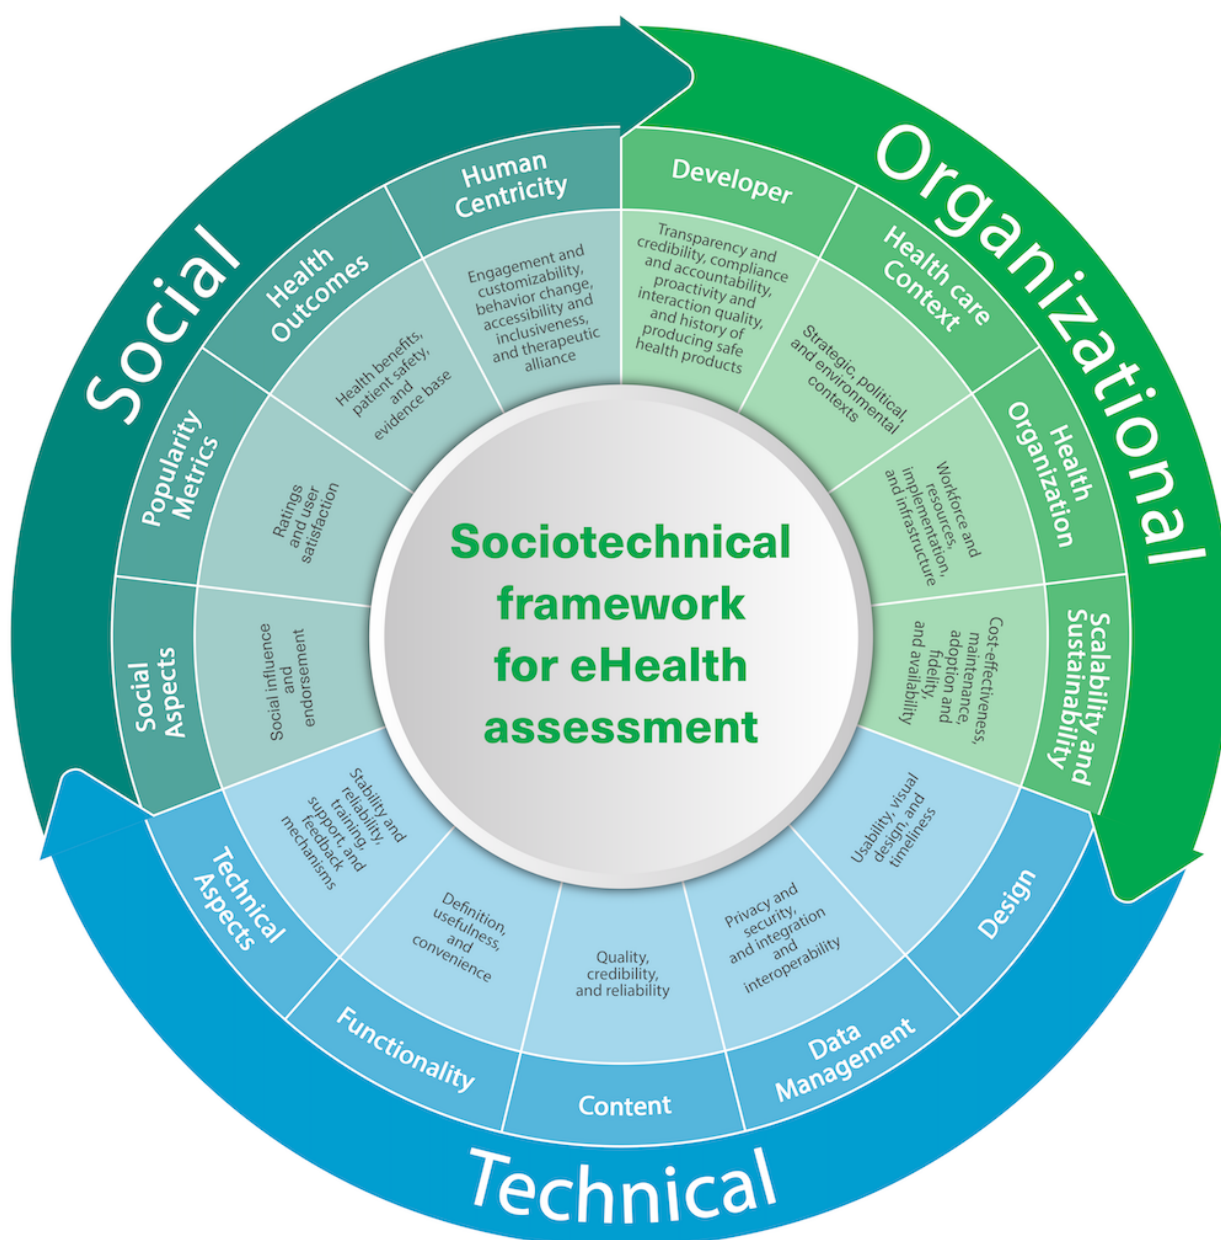 Sociotechnical
framework
for eHealth
assessment
Organizational
Developer
Transparency and
credibility, compliance
and accountability,
proactivity and
interaction quality,
and history of
producing safe
health products
Health care
Context
Strategic, political,
and environmental
contexts
Health
Organization
Workforce and
resources,
implementation,
and infrastructure
Scalability and
Sustainability
Cost-effectiveness,
maintenance,
adoption and
fidelity,
and availability
Technical
Design
Usability, visual
design, and
timeliness
Data
Management
Privacy and
security,
and integration
and
interoperability
Content
Quality,
credibility,
and reliability
Functionality
Definition,
usefulness,
and
convenience
Technical
Aspects
Stability and
reliability,
training,
support, and
feedback
mechanisms
Social
Social
Aspects
Social influence
and
endorsement
Popularity
Metrics
Ratings
and user
satisfaction
Health
Outcomes
Health benefits,
patient safety,
and
evidence base
Human
Centricity
Engagement and
customizability,
behavior change,
accessibility and
inclusiveness,
and therapeutic
alliance